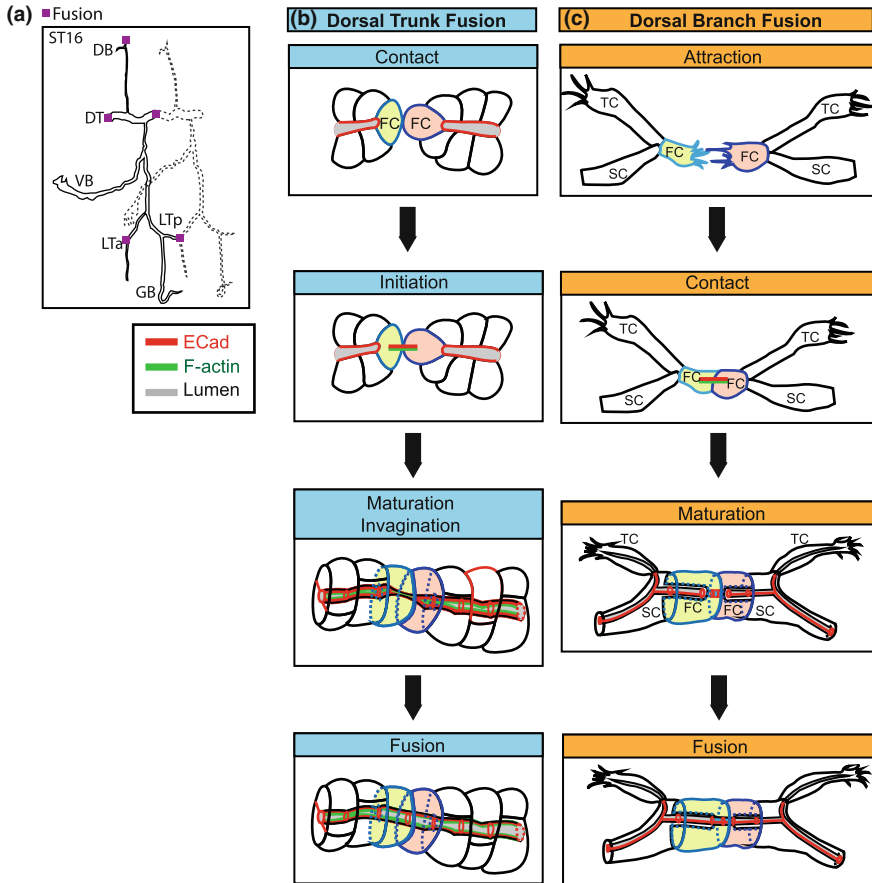 (a)
Fusion
ST16
DB
DT
VB
LTp
LTa
GB
ECad
F-actin
Lumen
(b) Dorsal Trunk Fusion
Contact
FC FC
Initiation
Maturation
Invagination
Fusion
(c) Dorsal Branch Fusion
Attraction
TC TC
FC FC
SC SC
Contact
TC TC
FC FC
SC SC
Maturation
TC TC
SC FC FC SC
Fusion